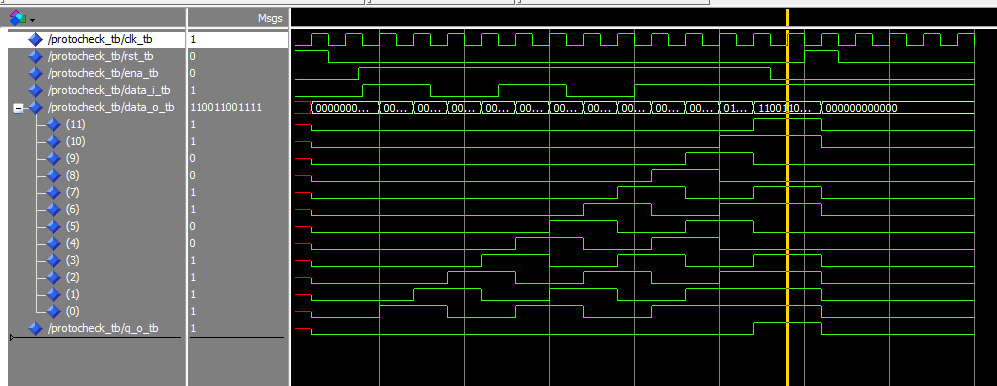 Msgs
/protocheck_tb/clk_tb 1
/protocheck_tb/rst_tb 0
/protocheck_tb/ena_tb 0
/protocheck_tb/data_i_tb 1
/protocheck_tb/data_o_tb 110011001111 0000000... 00... 00... 00... 00... 00... 00... 00... 00... 00... 00... 01... 1100110... 000000000000
(11) 1
(10) 1
(9) 0
(8) 0
(7) 1
(6) 1
(5) 0
(4) 0
(3) 1
(2) 1
(1) 1
(0) 1
/protocheck_tb/q_o_tb 1